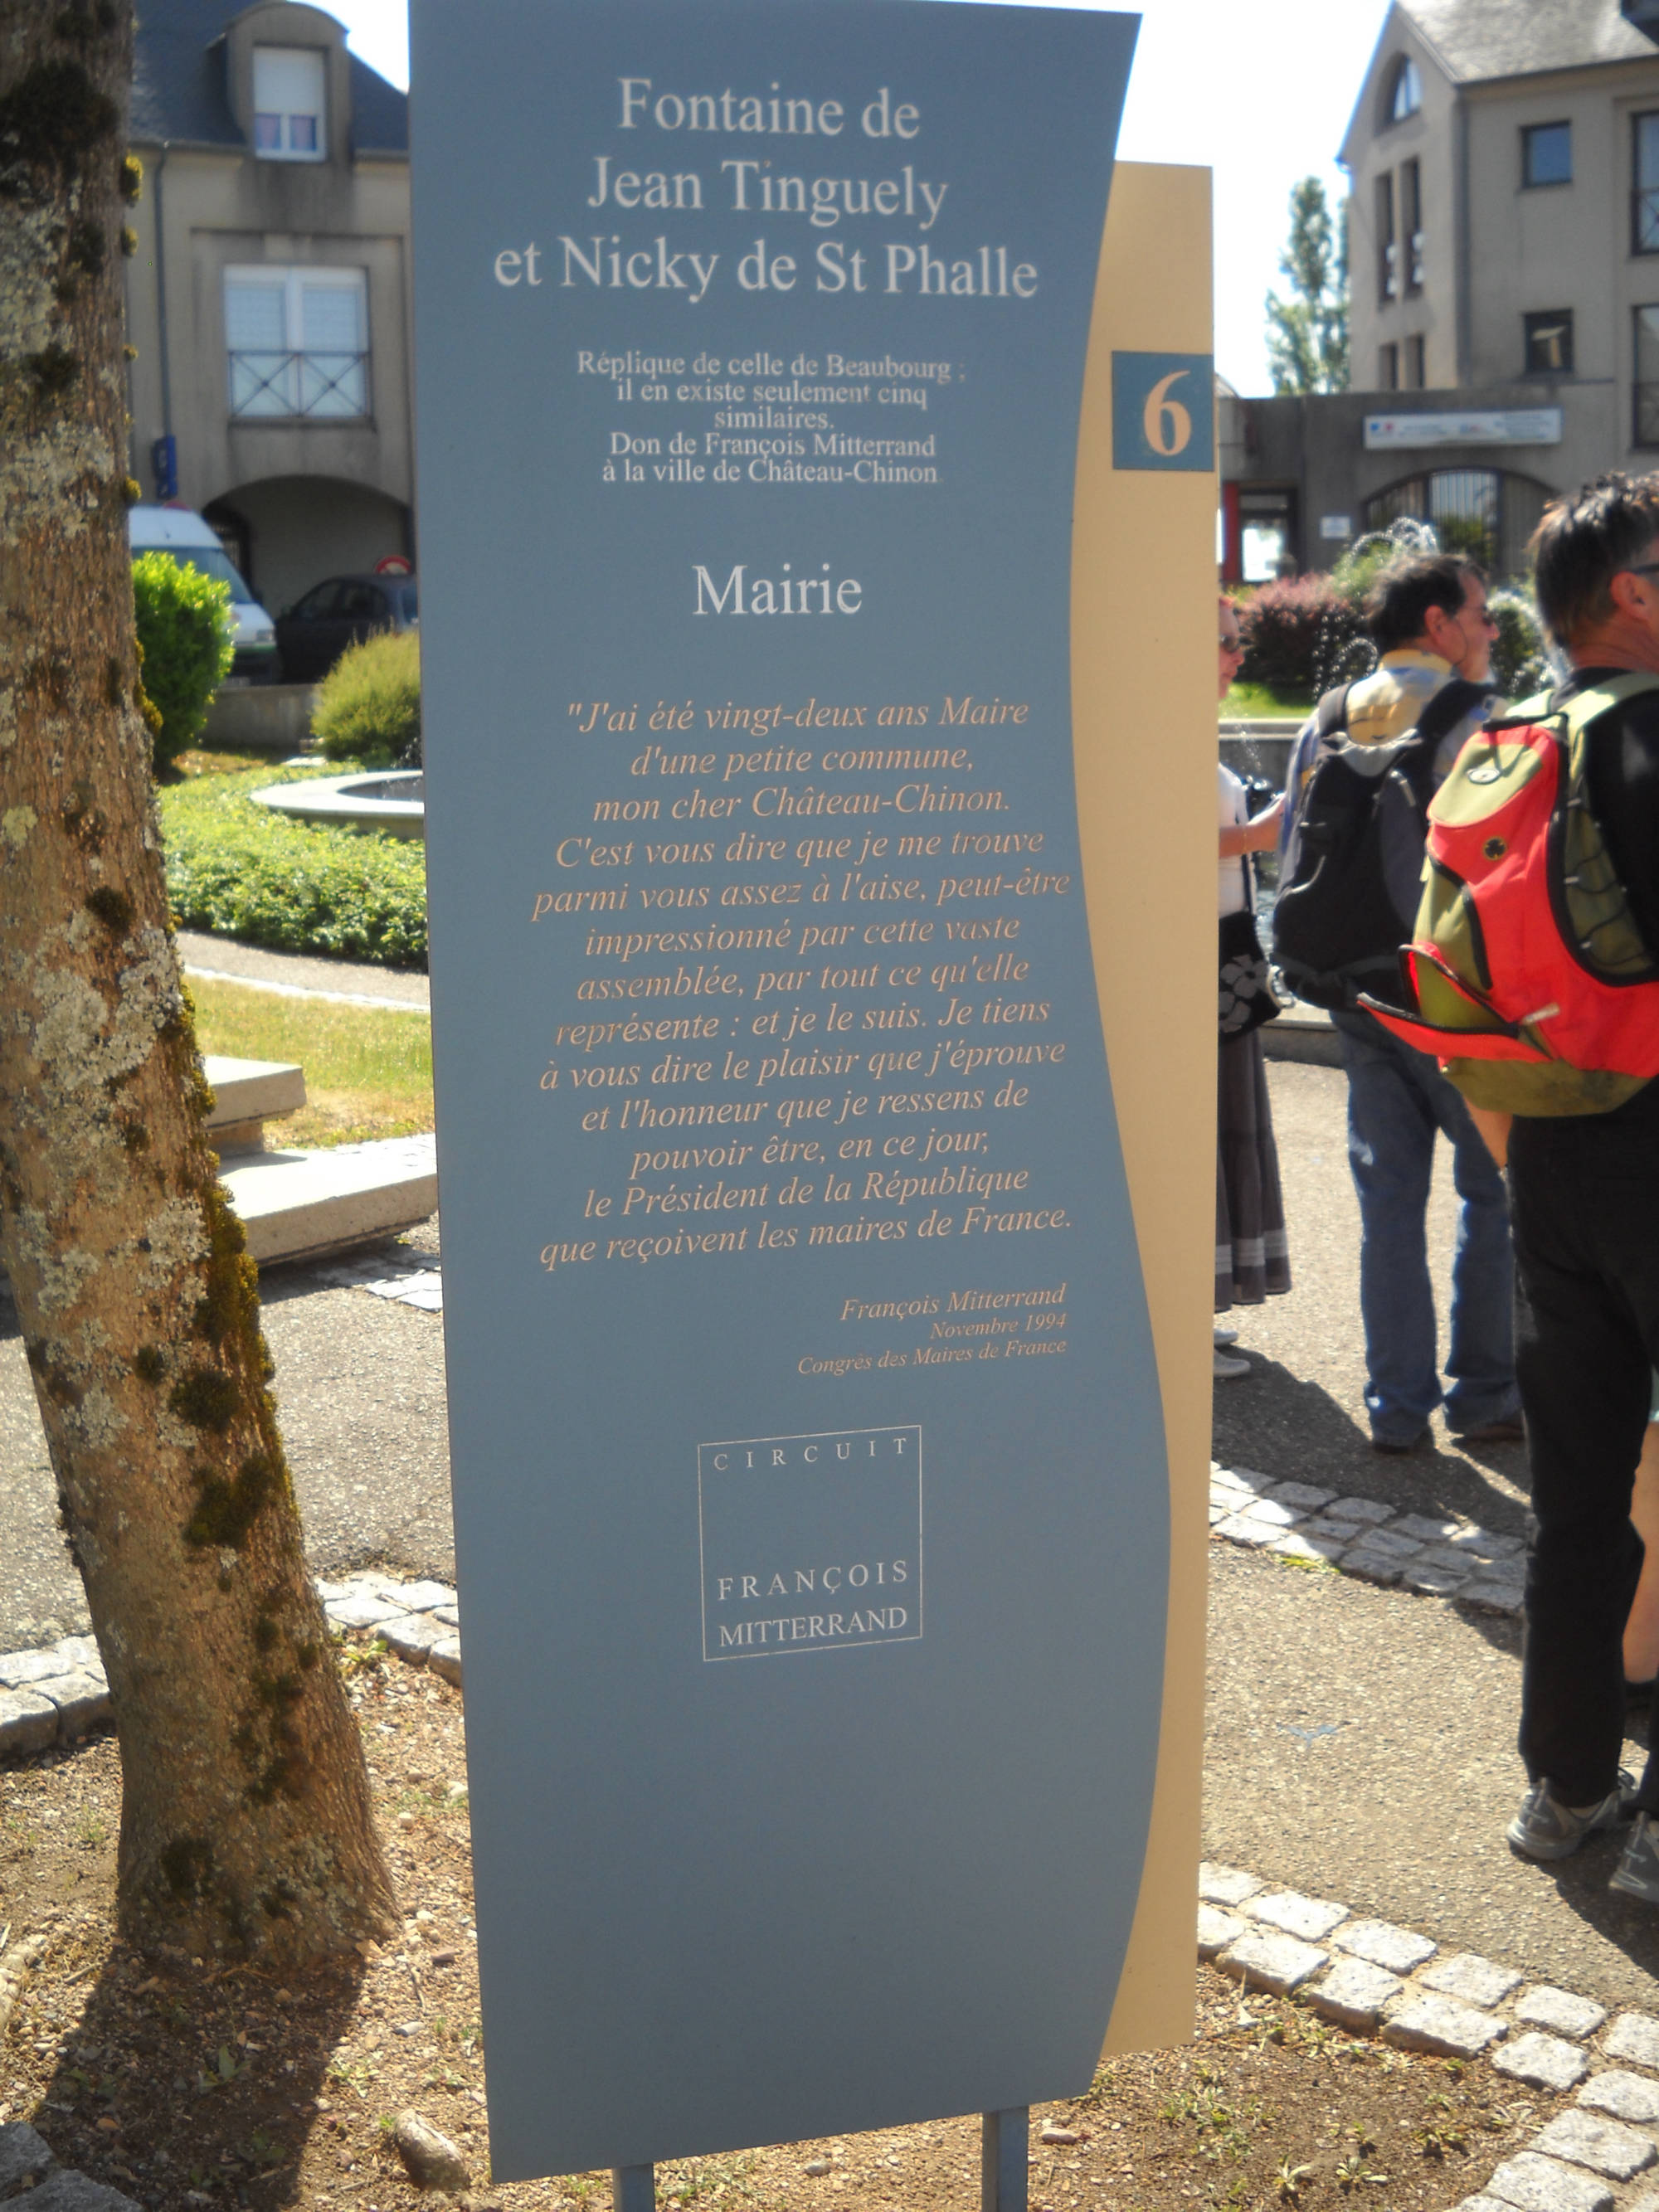 Fontaine de
Jean Tinguely
et Nicky de St Phalle
Réplique de celle de Beaubourg ;
il en existe seulement cinq
similaires.
Don de François Mitterrand
à la ville de Château-Chinon.
6
Mairie
"J'ai été vingt-deux ans Maire
d'une petite commune,
mon cher Château-Chinon.
C'est vous dire que je me trouve
parmi vous assez à l'aise, peut-être
impressionné par cette vaste
assemblée, par tout ce qu'elle
représente : et je le suis. Je tiens
à vous dire le plaisir que j'éprouve
et l'honneur que je ressens de
pouvoir être, en ce jour,
le Président de la République
que reçoivent les maires de France.
François Mitterrand
Novembre 1994
Congrès des Maires de France
CIRCUIT
FRANÇOIS
MITTERRAND